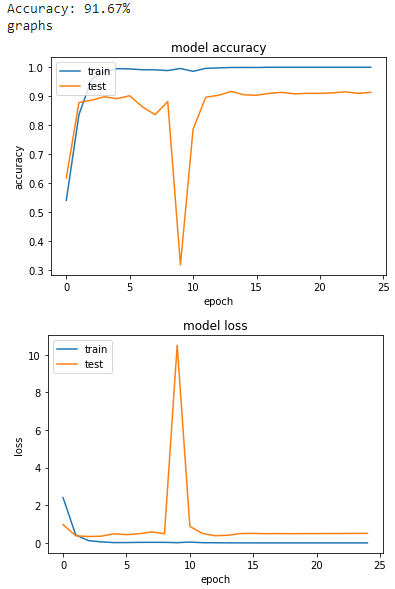 Accuracy: 91.67%
graphs
model accuracy
train
test
1.0
0.9
0.8
0.7
0.6
0.5
0.4
0.3
accuracy
0 5 10 15 20 25
epoch
model loss
train
test
10
8
6
4
2
0
loss
0 5 10 15 20 25
epoch